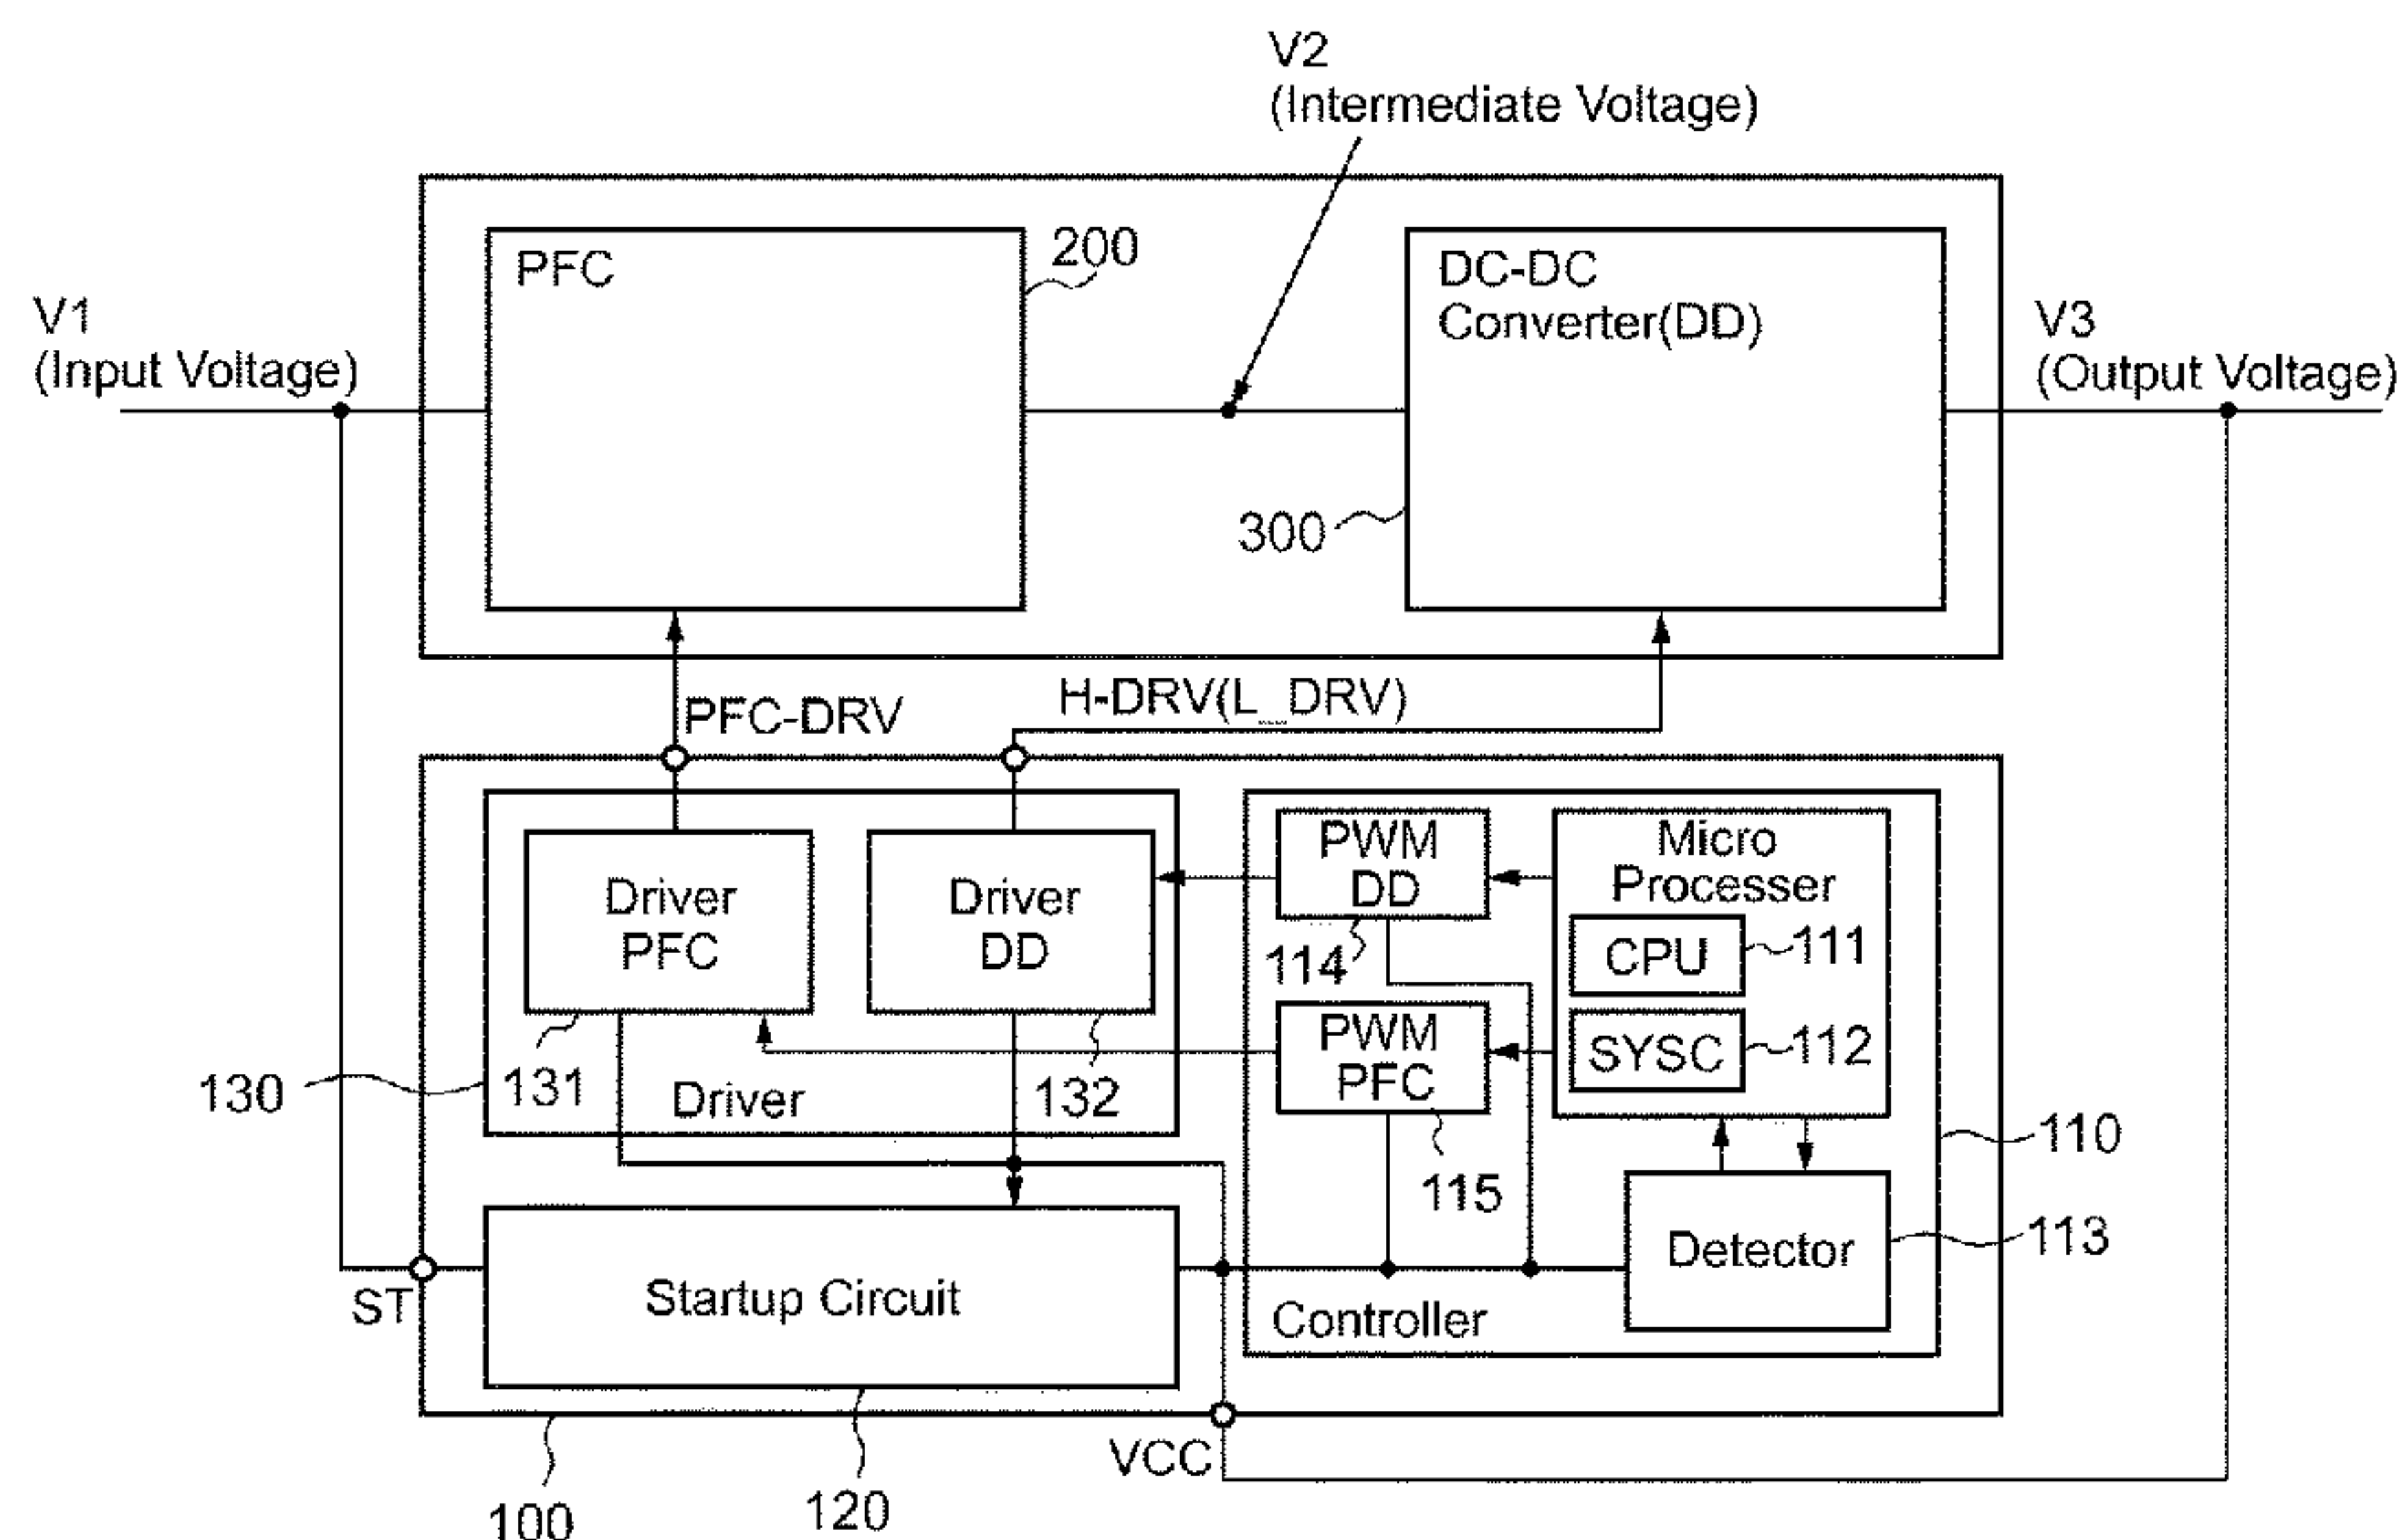 V2
(Intermediate Voltage)
PFC
200
DC-DC
Converter(DD)
V1
(Input Voltage)
V3
(Output Voltage)
300
PFC-DRV
H-DRV(L_DRV)
Driver
PFC
Driver
DD
PWM
DD
Micro
Processer
CPU
111
114
SYSC
112
PWM
PFC
130
131
Driver
132
115
110
Detector
113
ST
Startup Circuit
Controller
VCC
100
120